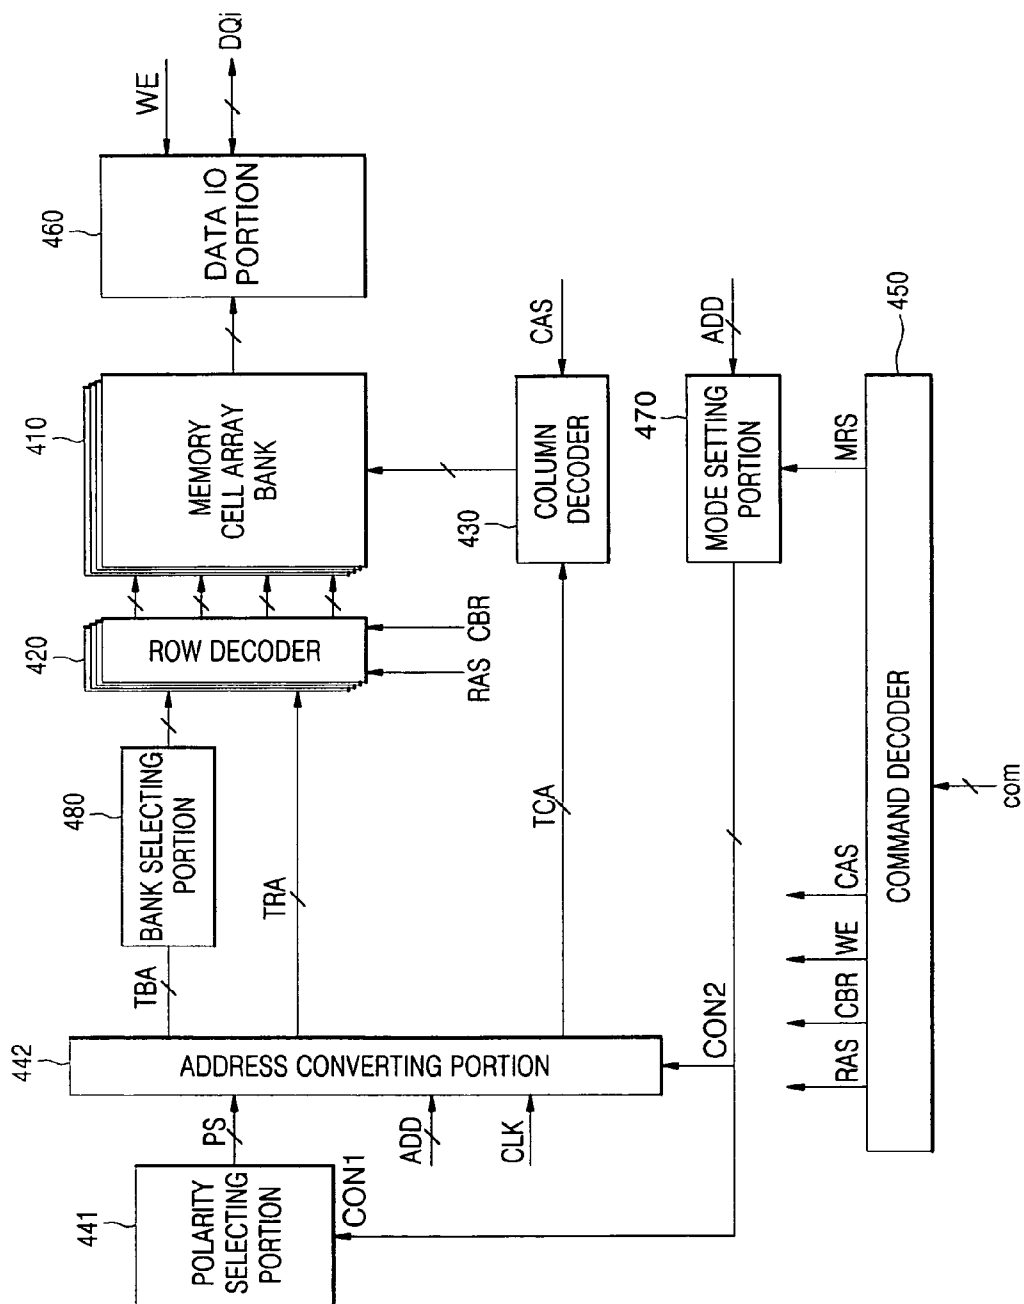 441
POLARITY
SELECTING
PORTION
CON1
PS
ADD
CLK
442
ADDRESS CONVERTING PORTION
CON2
TBA
TRA
TCA
480
BANK SELECTING
PORTION
420
ROW DECODER
RAS
CBR
410
MEMORY
CELL ARRAY
BANK
430
COLUMN
DECODER
CAS
460
DATA IO
PORTION
WE
DQi
470
MODE SETTING
PORTION
ADD
MRS
450
COMMAND DECODER
RAS
CBR
WE
CAS
com